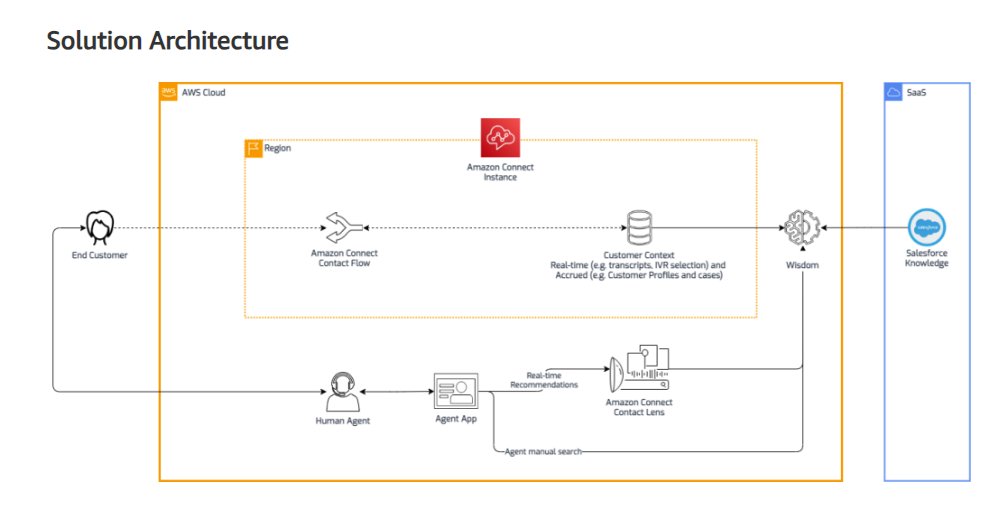 Solution Architecture
aws
AWS Cloud
SaaS
Region
Amazon Connect
Instance
End Customer
Amazon Connect
Contact Flow
Customer Context
Real-time (e.g. transcripts, IVR selection) and
Accrued (e.g. Customer Profiles and cases)
Wisdom
salesforce
Salesforce
Knowledge
Real-time
Recommendations
Human Agent
Agent App
Amazon Connect
Contact Lens
Agent manual search